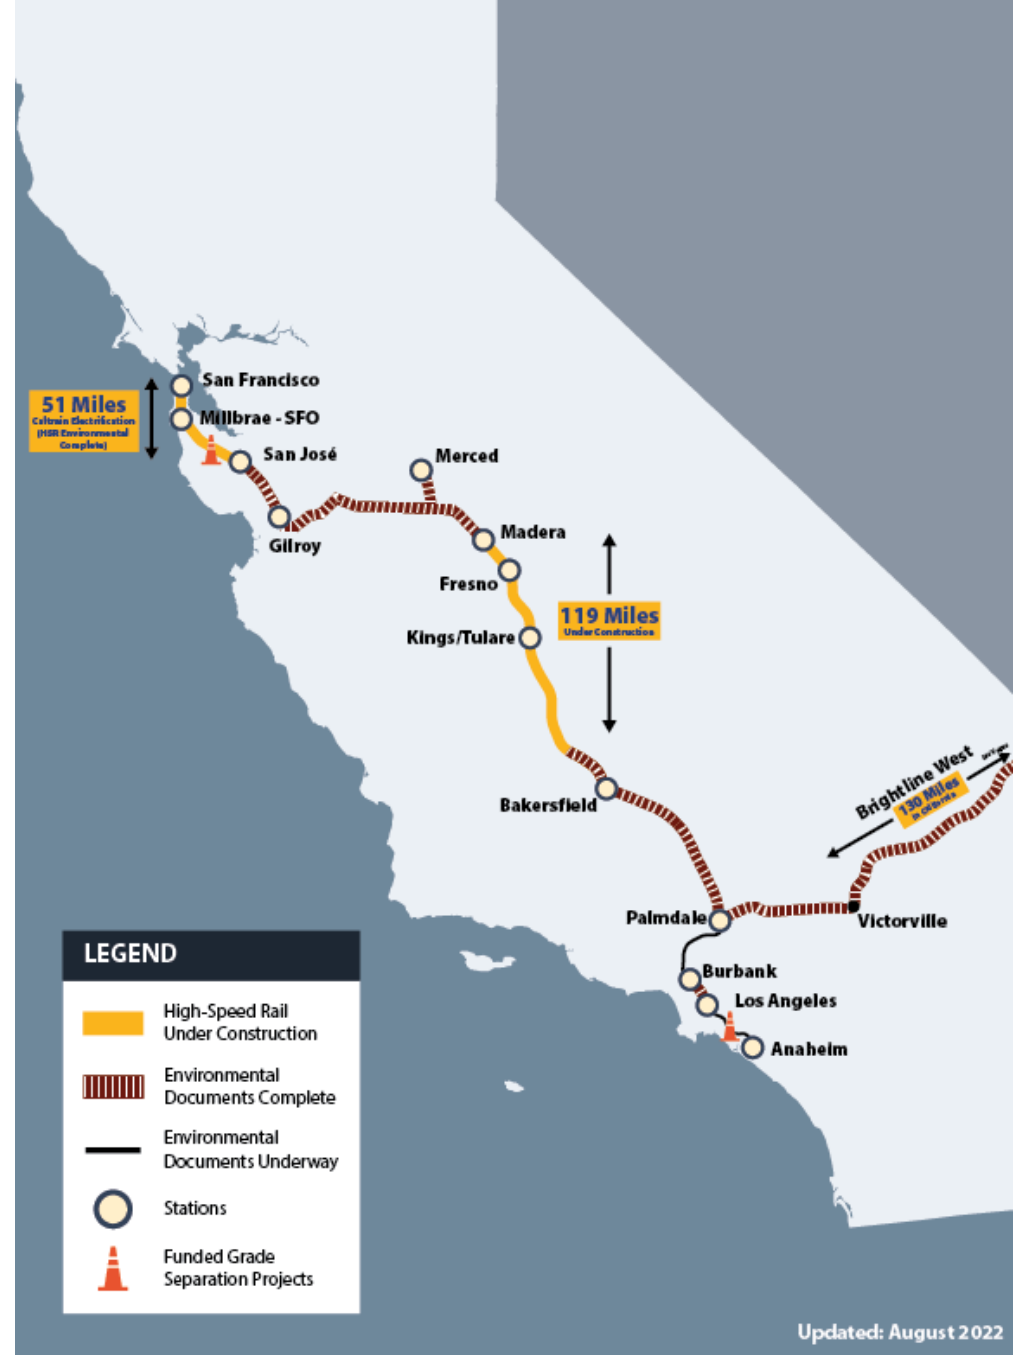 San Francisco
51 Miles
Caltrain Electrification
(HSR Environmental
Complete)
Millbrae - SFO
San José
Merced
Gilroy
Madera
Fresno
119 Miles
Under Construction
Kings/Tulare
Brightline West
130 Miles
in California
Bakersfield
Palmdale
Victorville
Burbank
Los Angeles
Anaheim
LEGEND
High-Speed Rail
Under Construction
Environmental
Documents Complete
Environmental
Documents Underway
Stations
Funded Grade
Separation Projects
Updated: August 2022